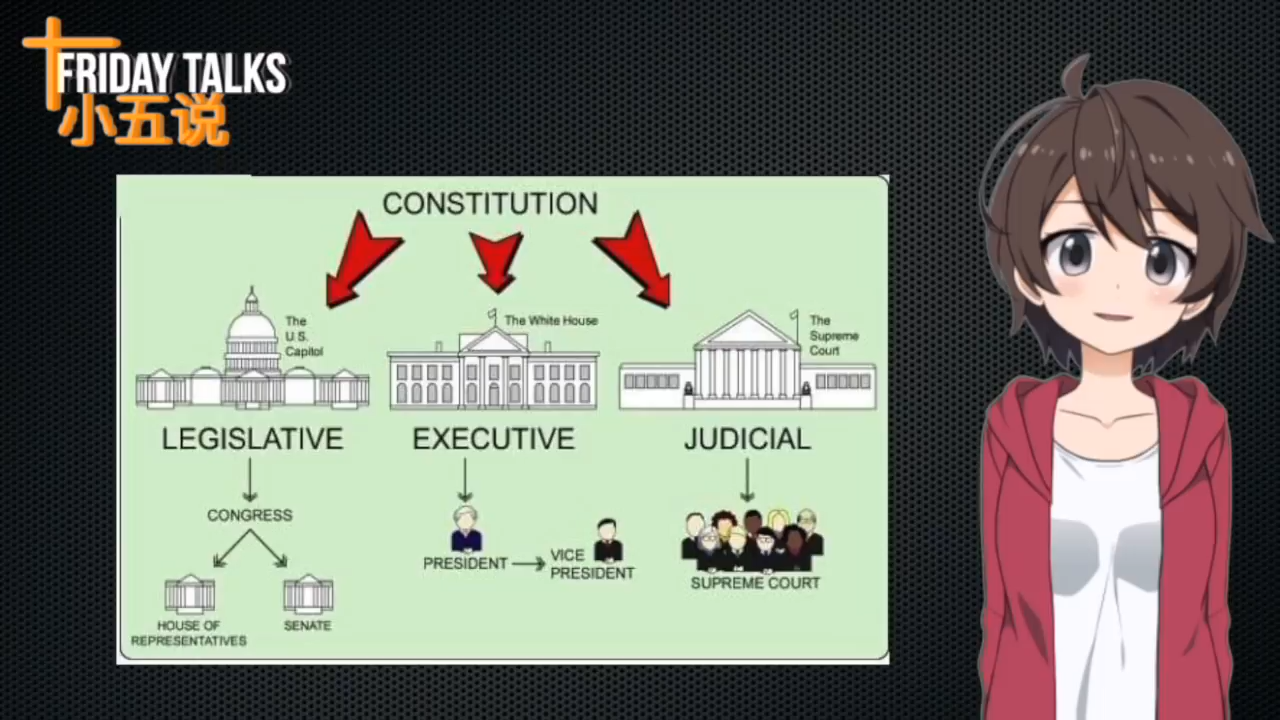 FRIDAY TALKS
小五说
CONSTITUTION
The
U.S.
Capitol
The White House
The
Supreme
Court
LEGISLATIVE
EXECUTIVE
JUDICIAL
CONGRESS
PRESIDENT
VICE
PRESIDENT
SUPREME COURT
HOUSE OF
REPRESENTATIVES
SENATE